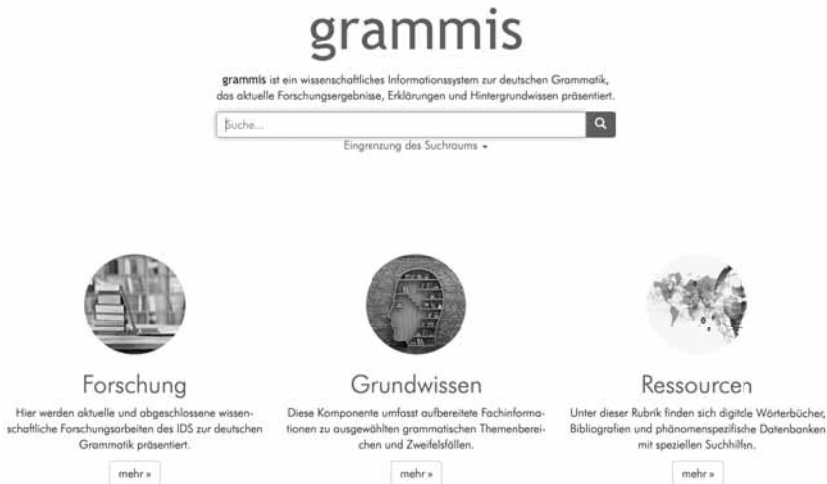 grammis
grammis ist ein wissenschaftliches Informationssystem zur deutschen Grammatik,
das aktuelle Forschungsergebnisse, Erklärungen und Hintergrundwissen präsentiert.
Suche...
Eingrenzung des Suchraums
Forschung
Hier werden aktuelle und abgeschlossene wissen-
schaftliche Forschungsarbeiten des IDS zur deutschen
Grammatik präsentiert.
mehr »
Grundwissen
Diese Komponente umfasst aufbereitete Fachinforma-
tionen zu ausgewählten grammatischen Themenberei-
chen und Zweifelsfällen.
mehr »
Ressourcen
Unter dieser Rubrik finden sich digitale Wörterbücher,
Bibliografien und phänomenspezifische Datenbanken
mit speziellen Suchhilfen.
mehr »